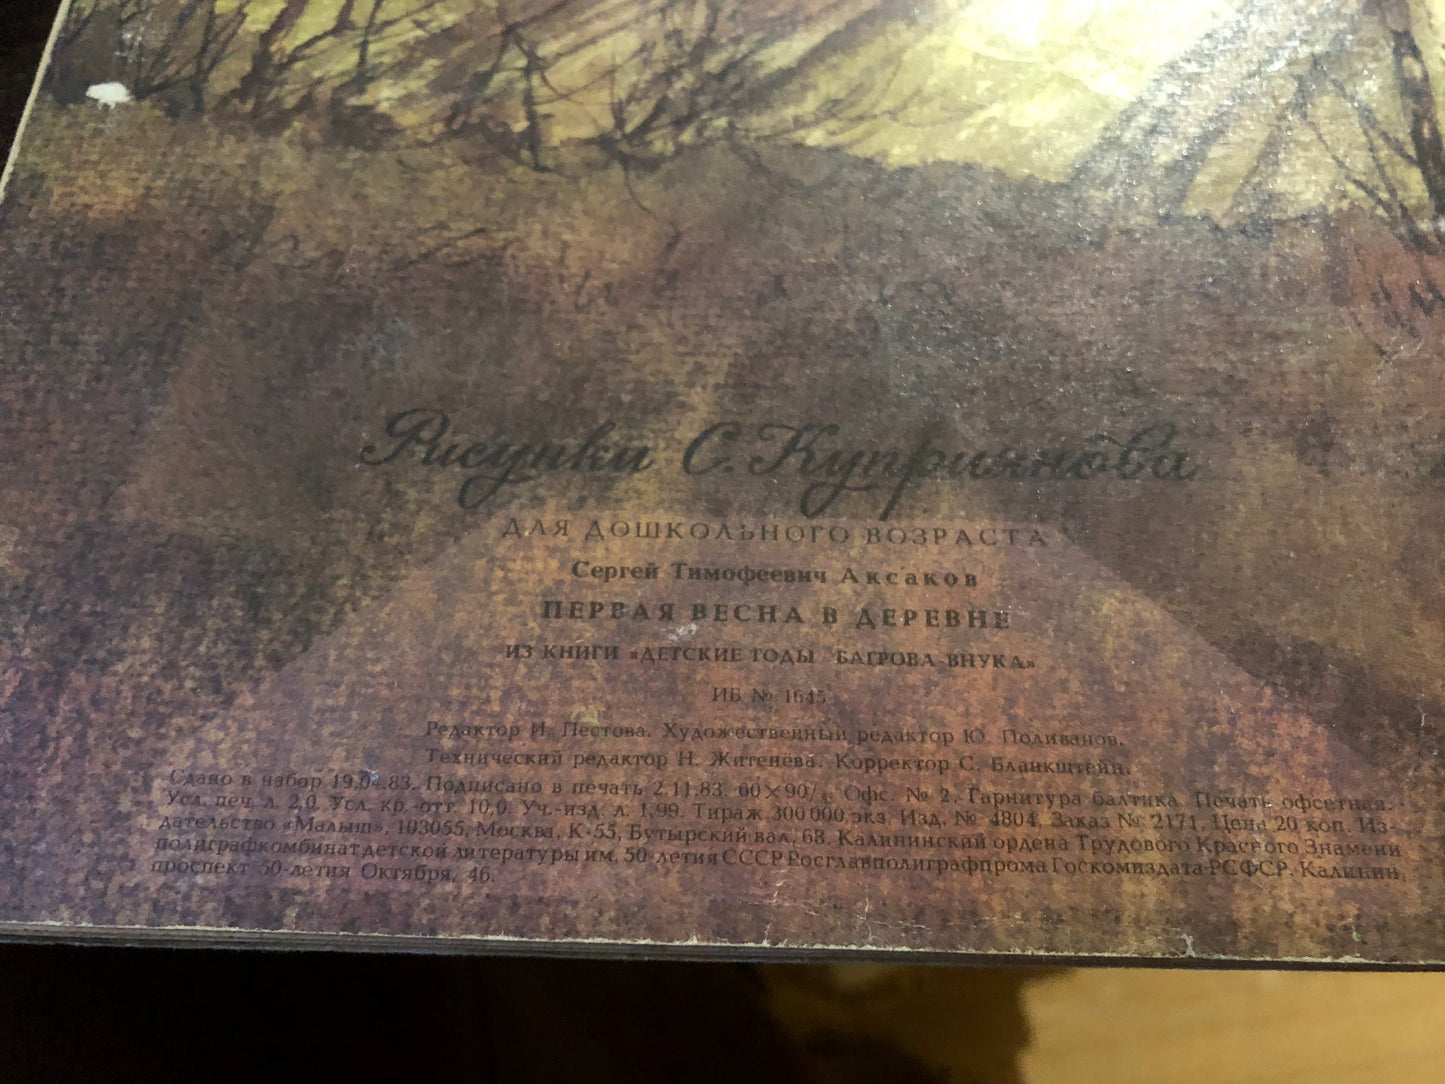 Рисунки С. Куприянова
ДЛЯ ДОШКОЛЬНОГО ВОЗРАСТА
Сергей Тимофеевич Аксаков
ПЕРВАЯ ВЕСНА В ДЕРЕВНЕ
ИЗ КНИГИ «ДЕТСКИЕ ГОДЫ БАГРОВА-ВНУКА»
ИБ № 1645
Редактор И. Пестова. Художественный редактор Ю. Поливанов.
Технический редактор Н. Житенёва. Корректор С. Бланкштейн.
Сдано в набор 19.04.83. Подписано в печать 2.11.83. 60×90/4. Офс. № 2. Гарнитура балтика. Печать офсетная.
Усл. печ. л. 2,0. Усл. кр.-отт. 10,0. Уч.-изд. л. 1,99. Тираж 300 000 экз. Изд. № 4804. Заказ № 2171. Цена 20 коп. Из-
дательство «Малыш», 103055, Москва, К-55, Бутырский вал, 68. Калининский ордена Трудового Красного Знамени
полиграфкомбинат детской литературы им. 50-летия СССР Росглавполиграфпрома Госкомиздата РСФСР. Калинин,
проспект 50-летия Октября, 46.